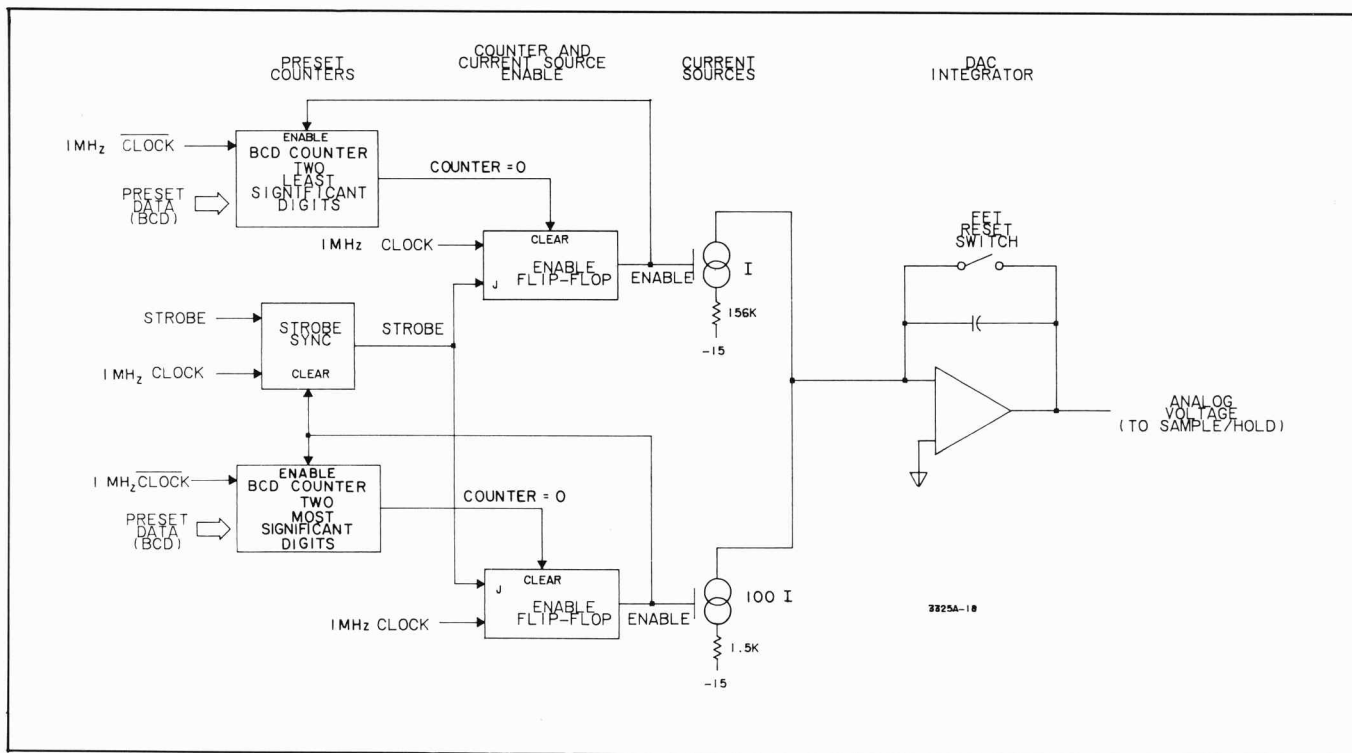 PRESET
COUNTERS
COUNTER AND
CURRENT SOURCE
ENABLE
CURRENT
SOURCES
DAC
INTEGRATOR
1MHz CLOCK
ENABLE
BCD COUNTER
TWO
LEAST
SIGNIFICANT
DIGITS
PRESET
DATA
(BCD)
COUNTER = 0
1MHz CLOCK
CLEAR
ENABLE
FLIP-FLOP
J
ENABLE
I
156K
-15
FET
RESET
SWITCH
STROBE
STROBE
SYNC
CLEAR
STROBE
1MHz CLOCK
ANALOG
VOLTAGE
(TO SAMPLE/HOLD)
1 MHz CLOCK
ENABLE
BCD COUNTER
TWO
MOST
SIGNIFICANT
DIGITS
PRESET
DATA
(BCD)
COUNTER = 0
J
CLEAR
ENABLE
FLIP-FLOP
1MHz CLOCK
ENABLE
100 I
1.5K
-15
3325A-18